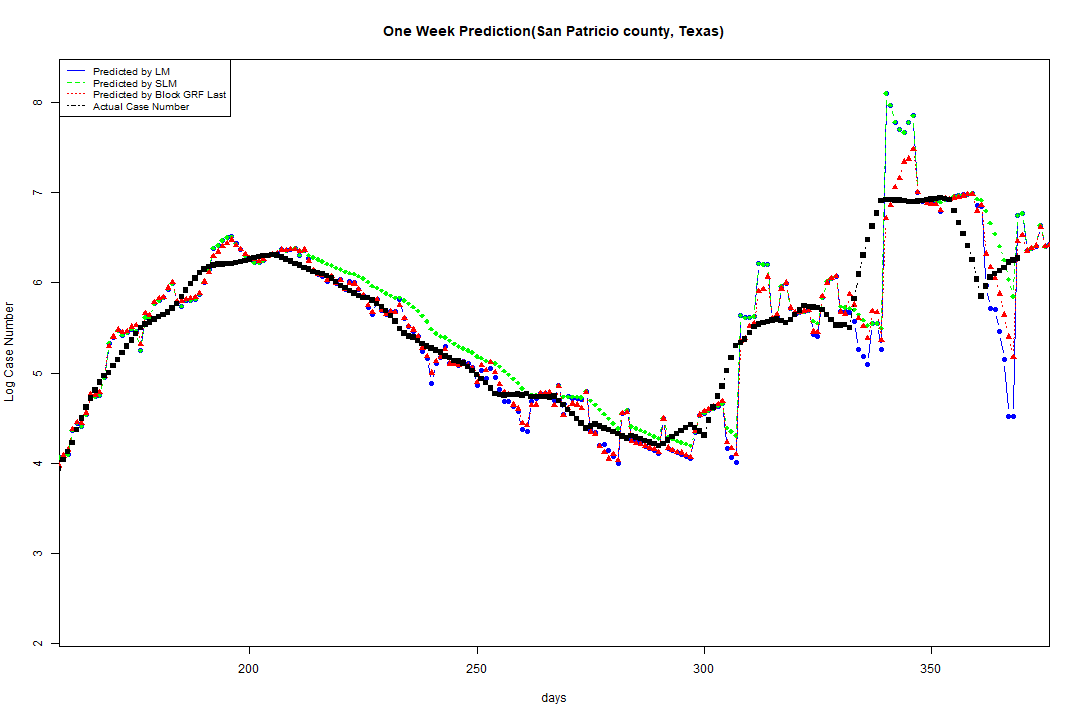 One Week Prediction(San Patricio county, Texas)
Predicted by LM
Predicted by SLM
Predicted by Block GRF Last
Actual Case Number
8
7
6
5
4
3
2
Log Case Number
200 250 300 350
days